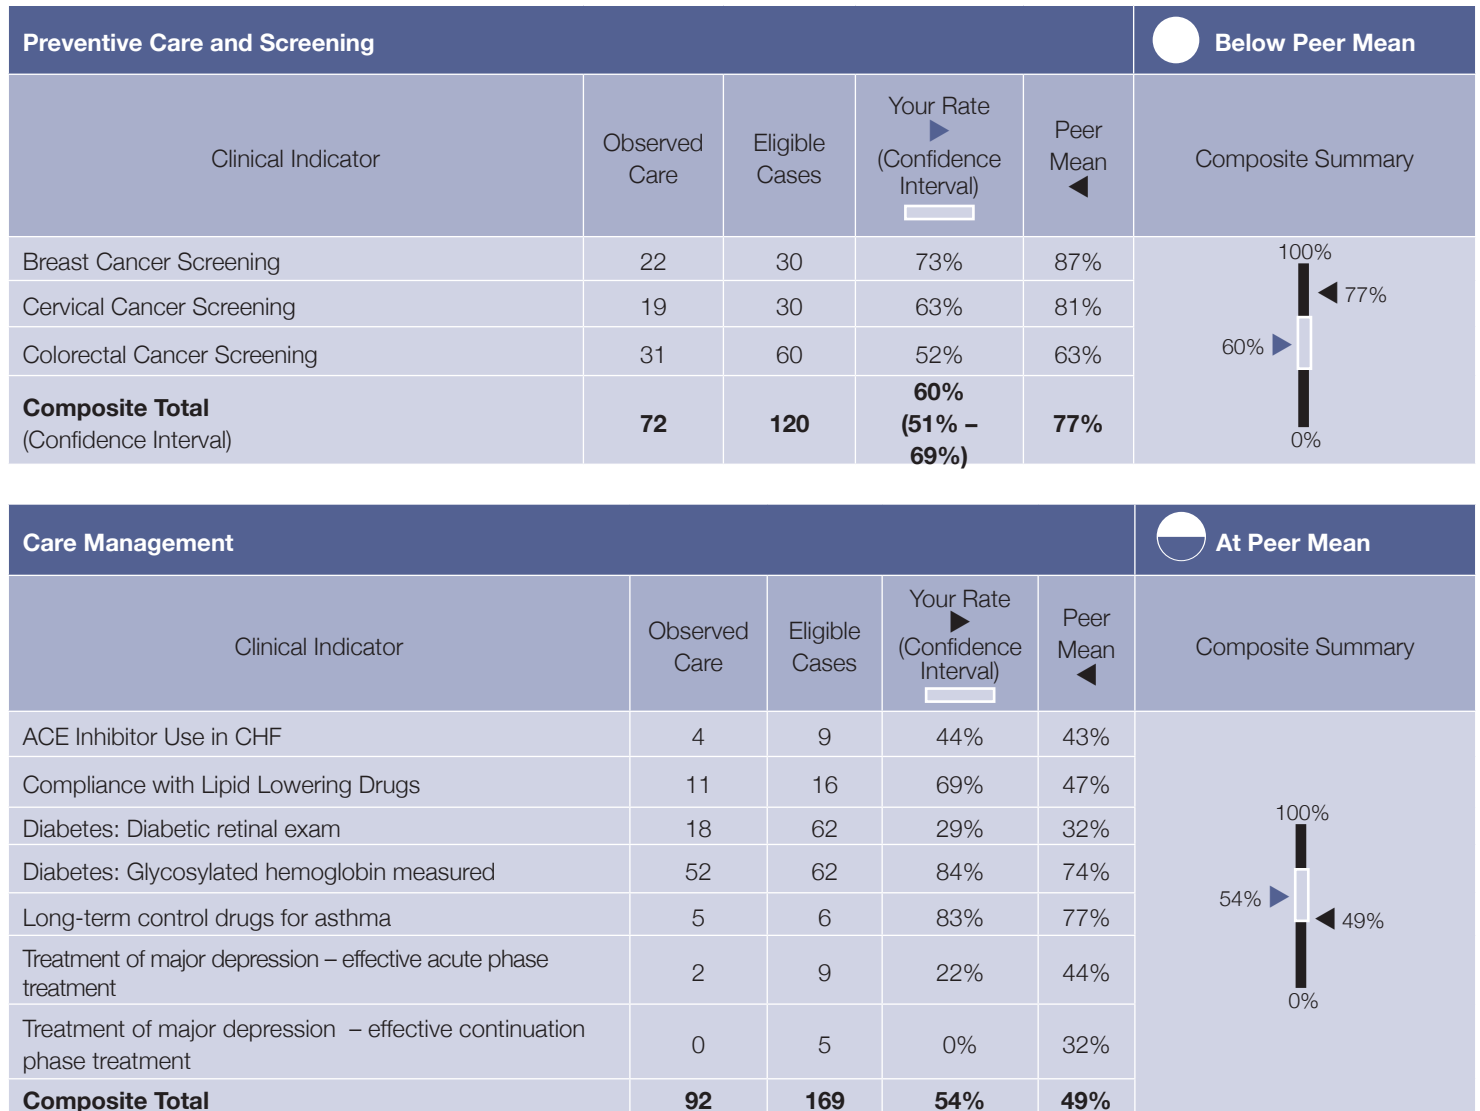 Preventive Care and Screening
Below Peer Mean
Clinical Indicator
Observed
Care
Eligible
Cases
Your Rate
(Confidence
Interval)
Peer
Mean
Composite Summary
Breast Cancer Screening 22 30 73% 87%
Cervical Cancer Screening 19 30 63% 81%
Colorectal Cancer Screening 31 60 52% 63%
Composite Total
(Confidence Interval)
72 120
60%
(51% –
69%)
77%
100%
77%
60%
0%
Care Management
At Peer Mean
Clinical Indicator
Observed
Care
Eligible
Cases
Your Rate
(Confidence
Interval)
Peer
Mean
Composite Summary
ACE Inhibitor Use in CHF 4 9 44% 43%
Compliance with Lipid Lowering Drugs 11 16 69% 47%
Diabetes: Diabetic retinal exam 18 62 29% 32%
Diabetes: Glycosylated hemoglobin measured 52 62 84% 74%
Long-term control drugs for asthma 5 6 83% 77%
Treatment of major depression – effective acute phase
treatment
2 9 22% 44%
Treatment of major depression – effective continuation
phase treatment
0 5 0% 32%
Composite Total 92 169 54% 49%
100%
54%
49%
0%